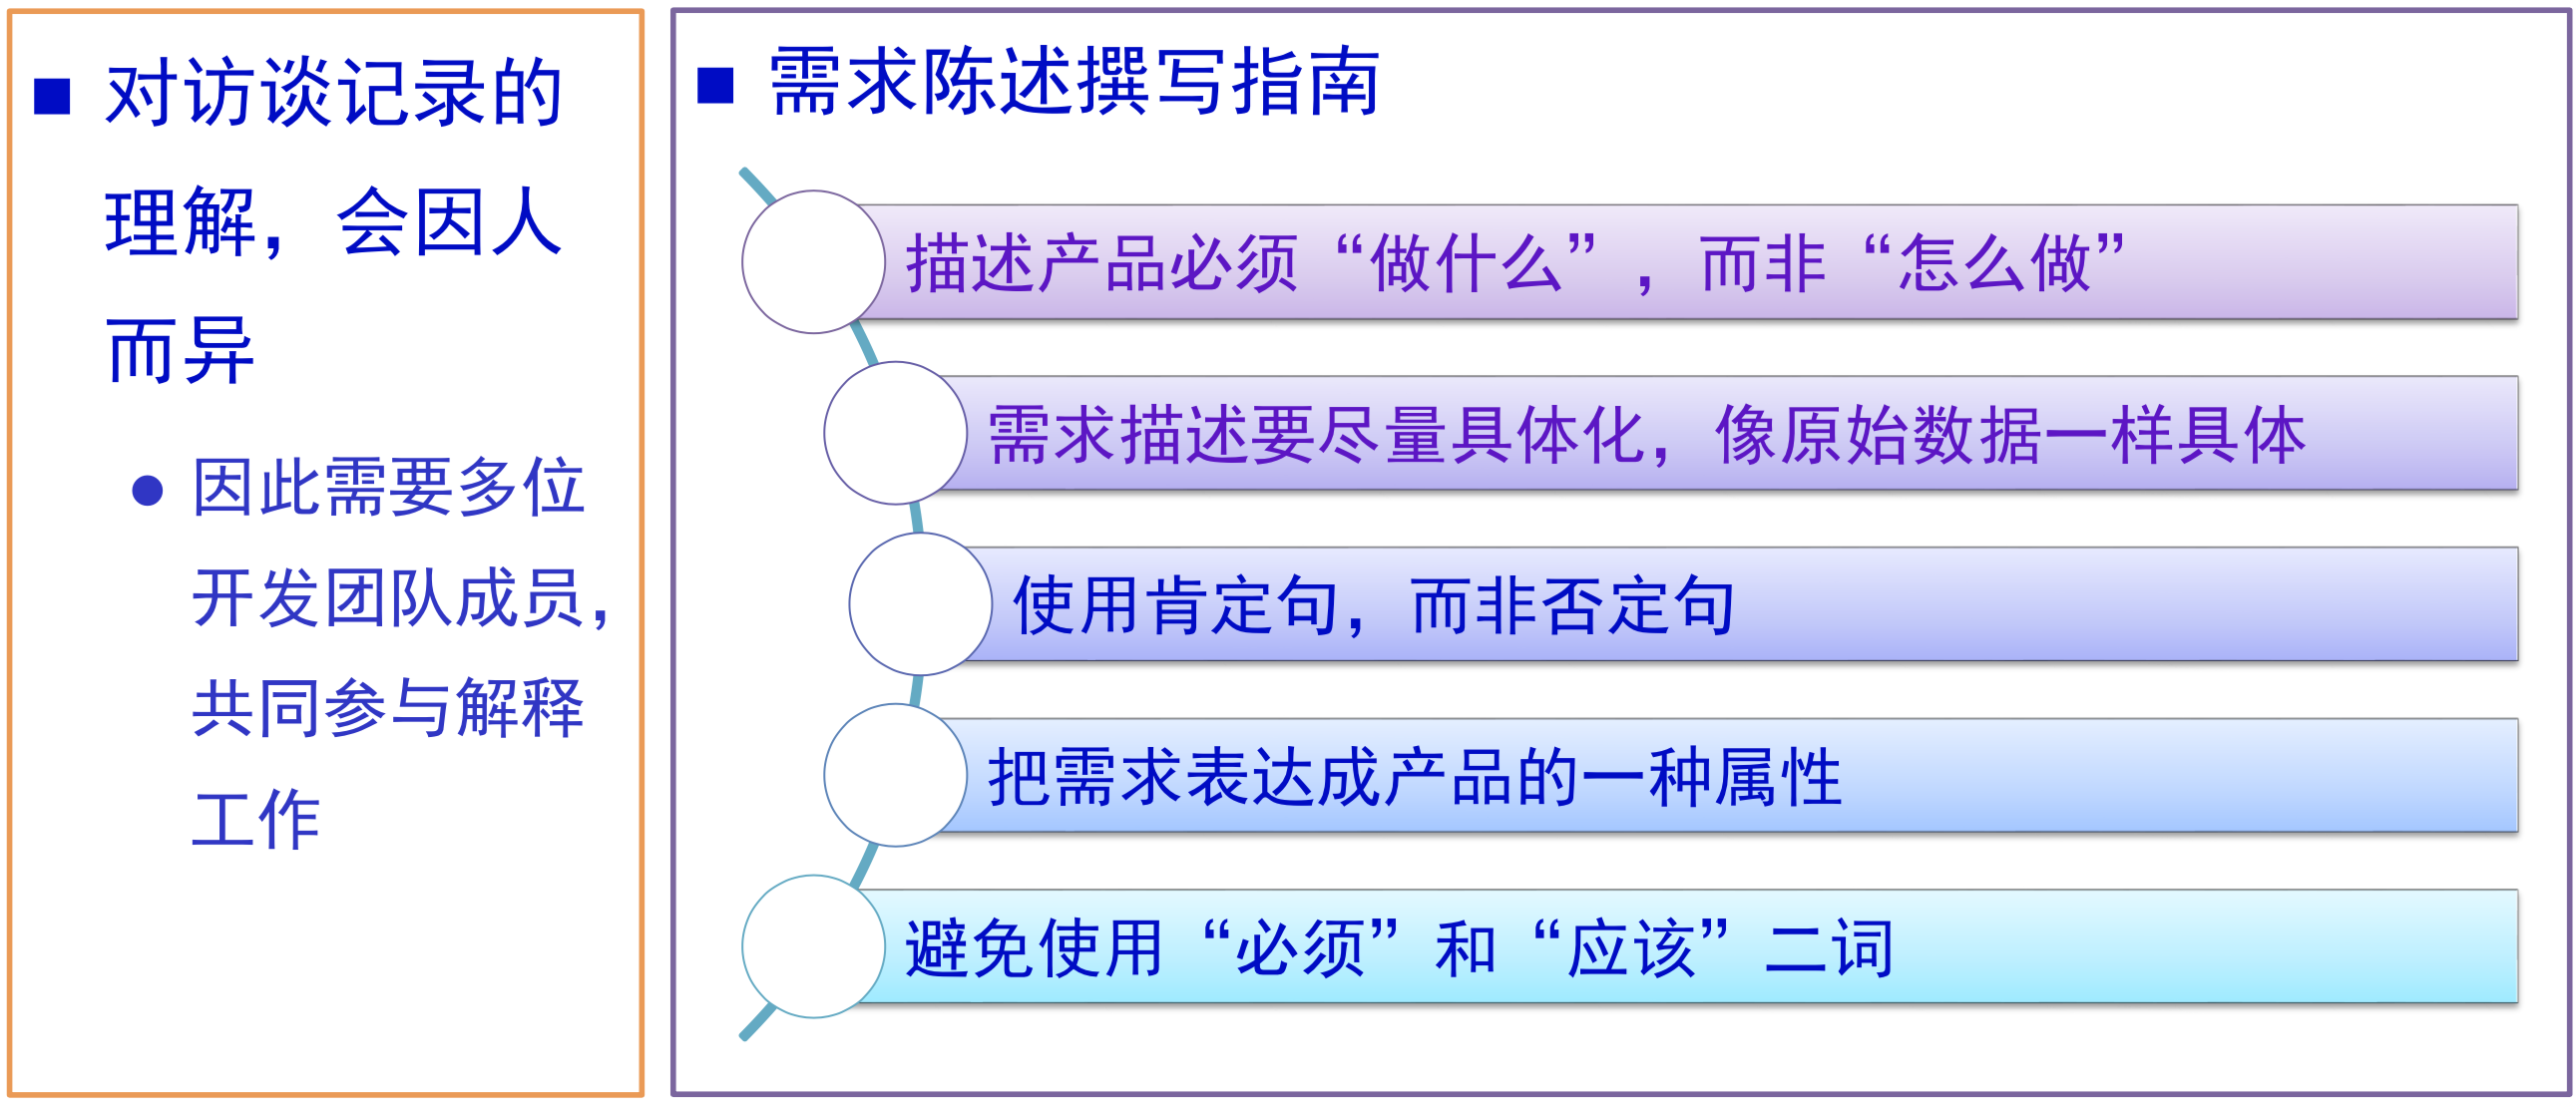 ■ 对访谈记录的
理解，会因人
而异
● 因此需要多位
开发团队成员，
共同参与解释
工作
■ 需求陈述撰写指南
描述产品必须“做什么”，而非“怎么做”
需求描述要尽量具体化，像原始数据一样具体
使用肯定句，而非否定句
把需求表达成产品的一种属性
避免使用“必须”和“应该”二词